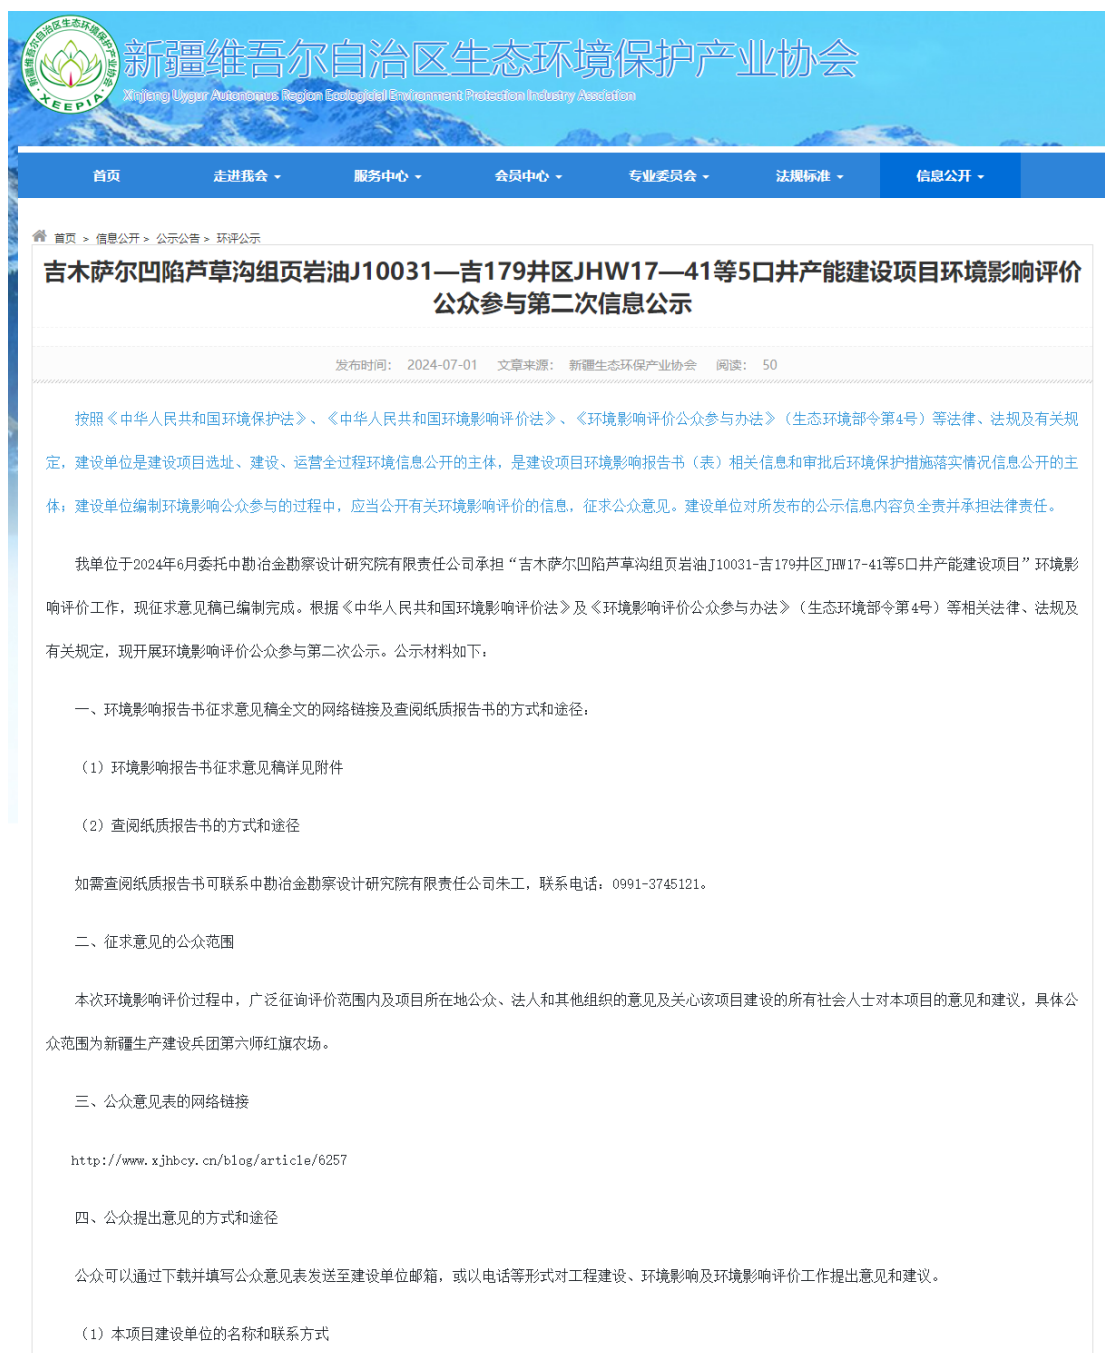 新疆维吾尔自治区生态环境保护产业协会
XEEPIA
新疆维吾尔自治区生态环境保护产业协会
Xinjiang Uygur Autonomus Region Ecologicial Environment Protection Industry Assciation
首页 走进我会 服务中心 会员中心 专业委员会 法规标准 信息公开
首页 > 信息公开 > 公示公告 > 环评公示
吉木萨尔凹陷芦草沟组页岩油J10031—吉179井区JHW17—41等5口井产能建设项目环境影响评价
公众参与第二次信息公示
发布时间： 2024-07-01 文章来源： 新疆生态环保产业协会 阅读： 50
按照《中华人民共和国环境保护法》、《中华人民共和国环境影响评价法》、《环境影响评价公众参与办法》（生态环境部令第4号）等法律、法规及有关规
定，建设单位是建设项目选址、建设、运营全过程环境信息公开的主体，是建设项目环境影响报告书（表）相关信息和审批后环境保护措施落实情况信息公开的主
体；建设单位编制环境影响公众参与的过程中，应当公开有关环境影响评价的信息，征求公众意见。建设单位对所发布的公示信息内容负全责并承担法律责任。
我单位于2024年6月委托中勘冶金勘察设计研究院有限责任公司承担“吉木萨尔凹陷芦草沟组页岩油J10031-吉179井区JHW17-41等5口井产能建设项目”环境影
响评价工作，现征求意见稿已编制完成。根据《中华人民共和国环境影响评价法》及《环境影响评价公众参与办法》（生态环境部令第4号）等相关法律、法规及
有关规定，现开展环境影响评价公众参与第二次公示。公示材料如下：
一、环境影响报告书征求意见稿全文的网络链接及查阅纸质报告书的方式和途径：
（1）环境影响报告书征求意见稿详见附件
（2）查阅纸质报告书的方式和途径
如需查阅纸质报告书可联系中勘冶金勘察设计研究院有限责任公司朱工，联系电话：0991-3745121。
二、征求意见的公众范围
本次环境影响评价过程中，广泛征询评价范围内及项目所在地公众、法人和其他组织的意见及关心该项目建设的所有社会人士对本项目的意见和建议，具体公
众范围为新疆生产建设兵团第六师红旗农场。
三、公众意见表的网络链接
http://www.xjhbcy.cn/blog/article/6257
四、公众提出意见的方式和途径
公众可以通过下载并填写公众意见表发送至建设单位邮箱，或以电话等形式对工程建设、环境影响及环境影响评价工作提出意见和建议。
（1）本项目建设单位的名称和联系方式